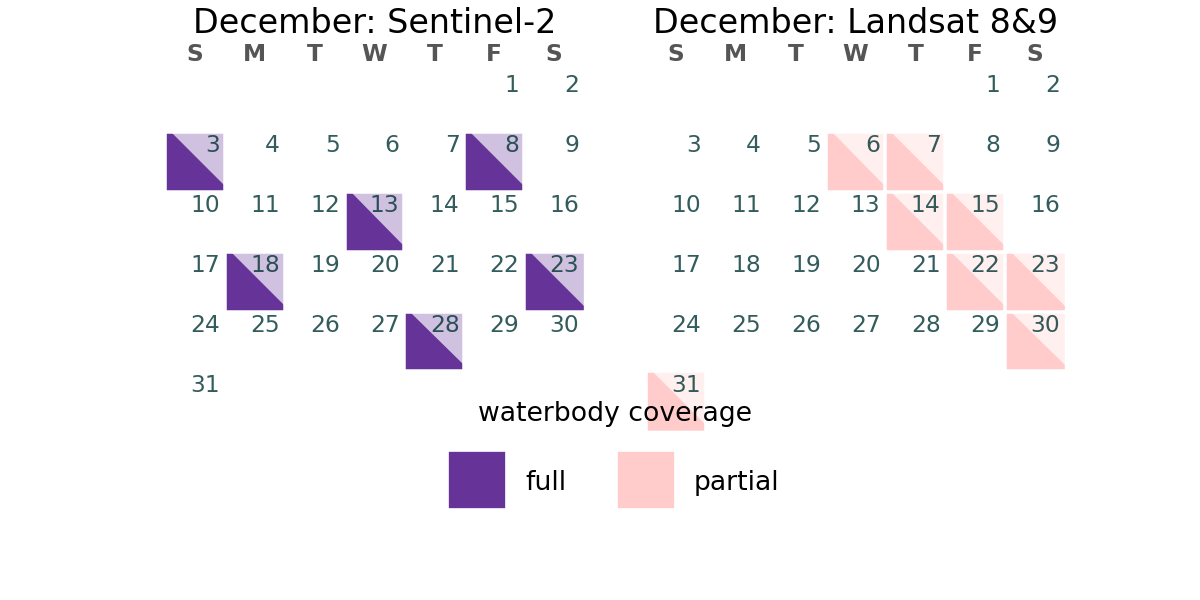 December: Sentinel-2
S M T W T F S
1 2
3 4 5 6 7 8 9
10 11 12 13 14 15 16
17 18 19 20 21 22 23
24 25 26 27 28 29 30
31
December: Landsat 8&9
S M T W T F S
1 2
3 4 5 6 7 8 9
10 11 12 13 14 15 16
17 18 19 20 21 22 23
24 25 26 27 28 29 30
31
waterbody coverage
full partial